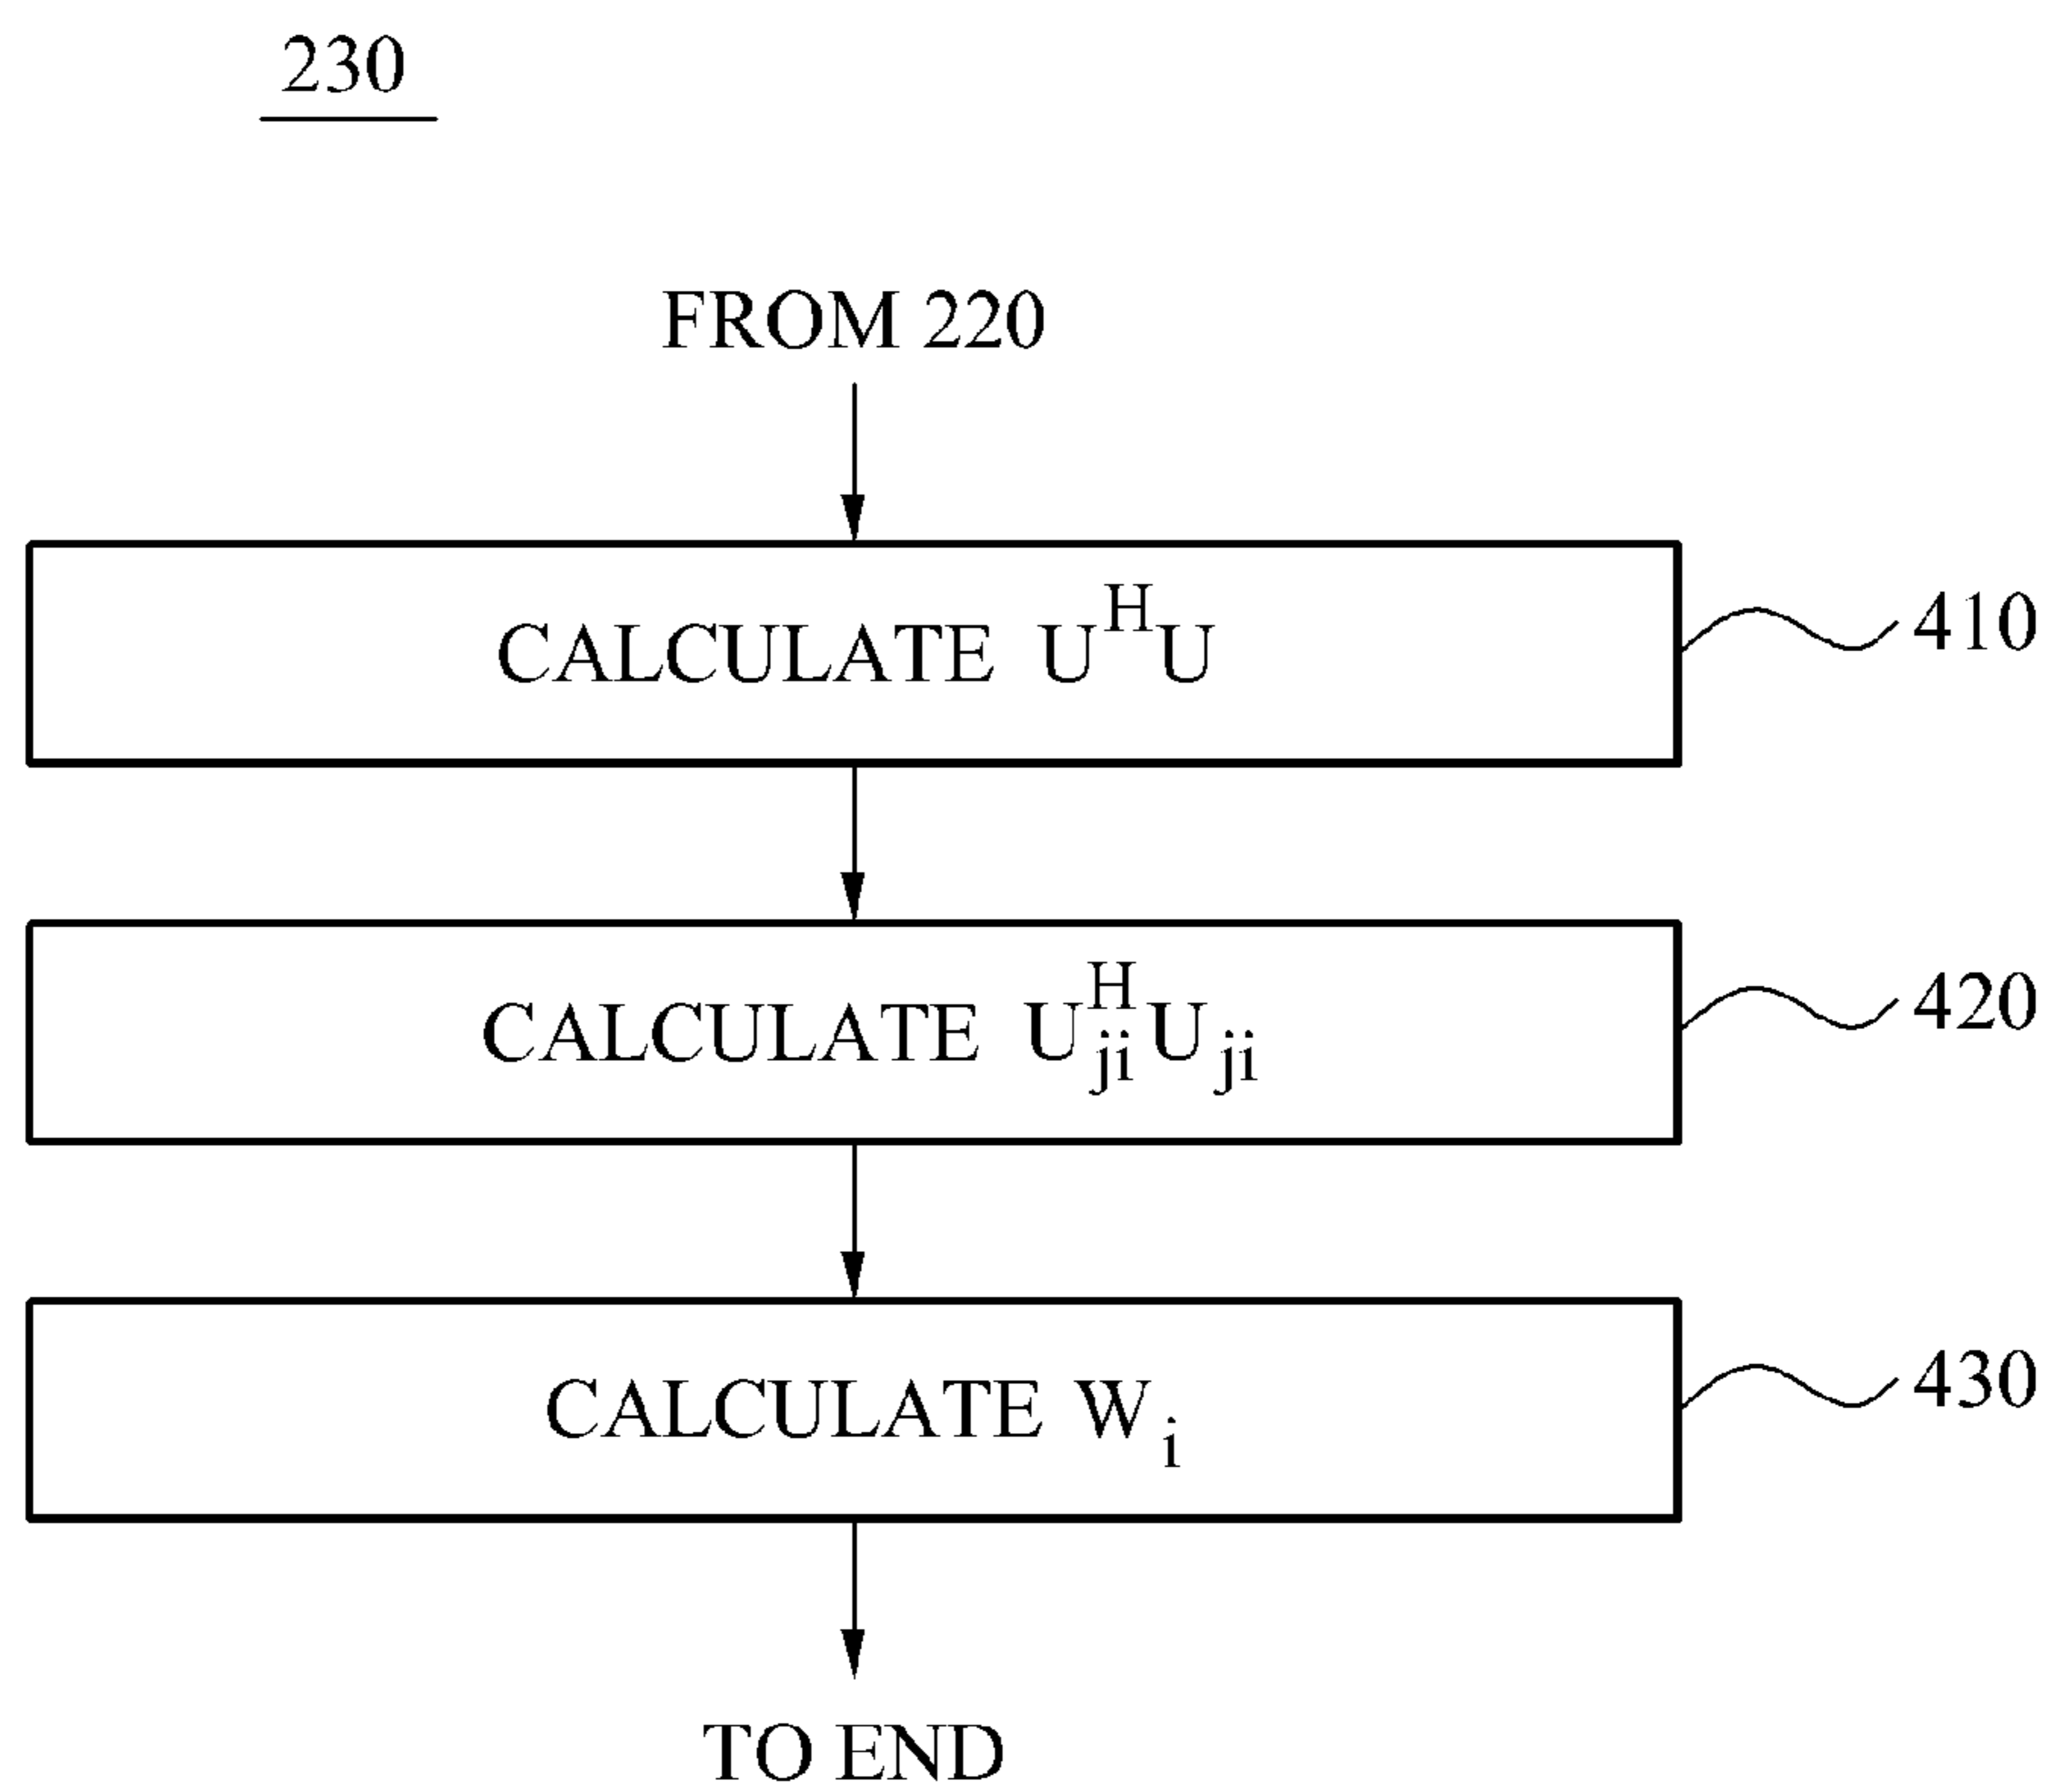 230
FROM 220
CALCULATE U^H U
410
CALCULATE U_ji^H U_ji
420
CALCULATE W_i
430
TO END